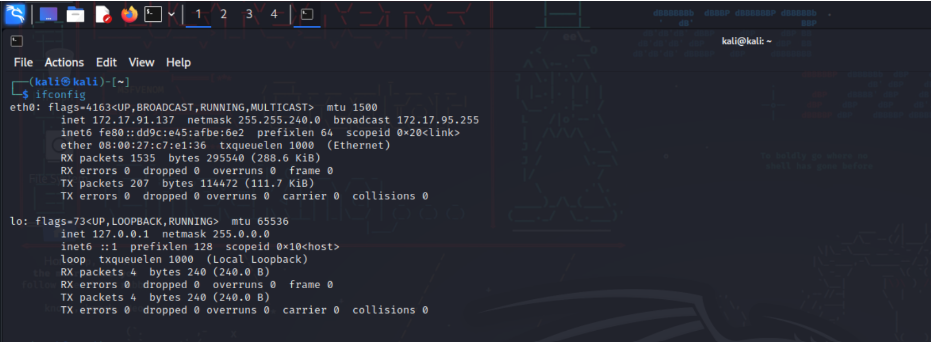 1 2 3 4
kali@kali: ~
File Actions Edit View Help
┌──(kali㉿kali)-[~]
└─$ ifconfig
eth0: flags=4163<UP,BROADCAST,RUNNING,MULTICAST> mtu 1500
inet 172.17.91.137 netmask 255.255.240.0 broadcast 172.17.95.255
inet6 fe80::dd9c:e45:afbe:6e2 prefixlen 64 scopeid 0×20<link>
ether 08:00:27:c7:e1:36 txqueuelen 1000 (Ethernet)
RX packets 1535 bytes 295540 (288.6 KiB)
RX errors 0 dropped 0 overruns 0 frame 0
TX packets 207 bytes 114472 (111.7 KiB)
TX errors 0 dropped 0 overruns 0 carrier 0 collisions 0
lo: flags=73<UP,LOOPBACK,RUNNING> mtu 65536
inet 127.0.0.1 netmask 255.0.0.0
inet6 ::1 prefixlen 128 scopeid 0×10<host>
loop txqueuelen 1000 (Local Loopback)
RX packets 4 bytes 240 (240.0 B)
RX errors 0 dropped 0 overruns 0 frame 0
TX packets 4 bytes 240 (240.0 B)
TX errors 0 dropped 0 overruns 0 carrier 0 collisions 0